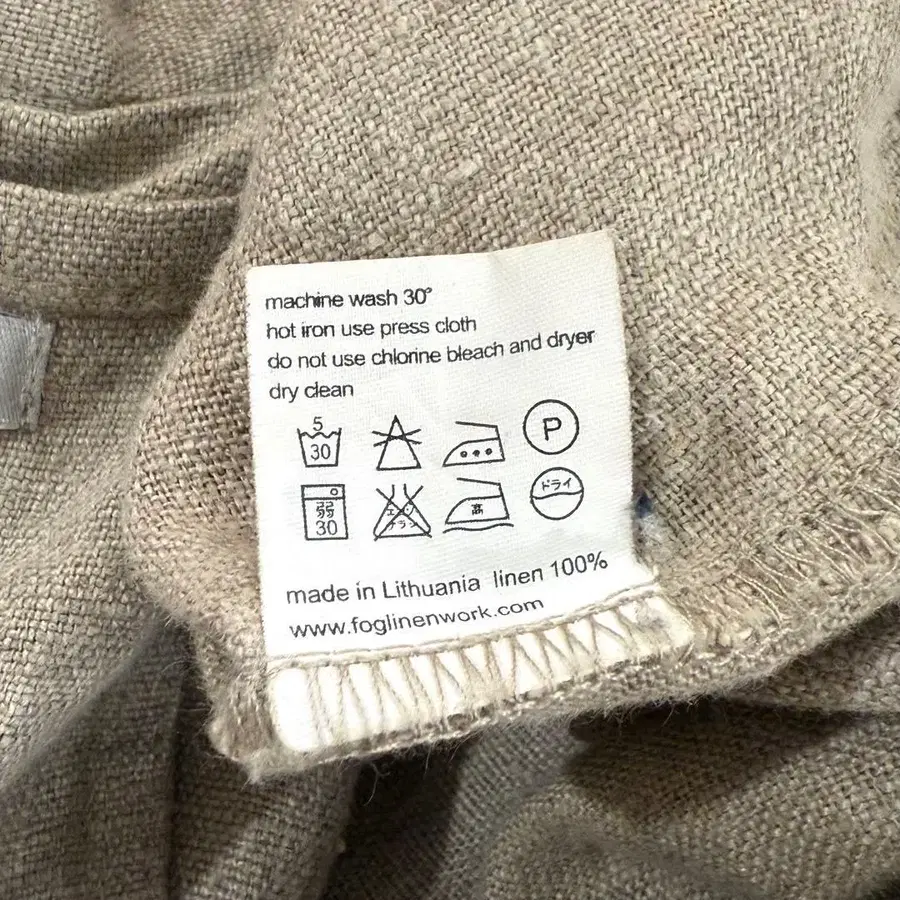 machine wash 30°
hot iron use press cloth
do not use chlorine bleach and dryer
dry clean
5
30
P
弱
30
エンソ
サラシ
高
ドライ
made in Lithuania linen 100%
www.foglinenwork.com